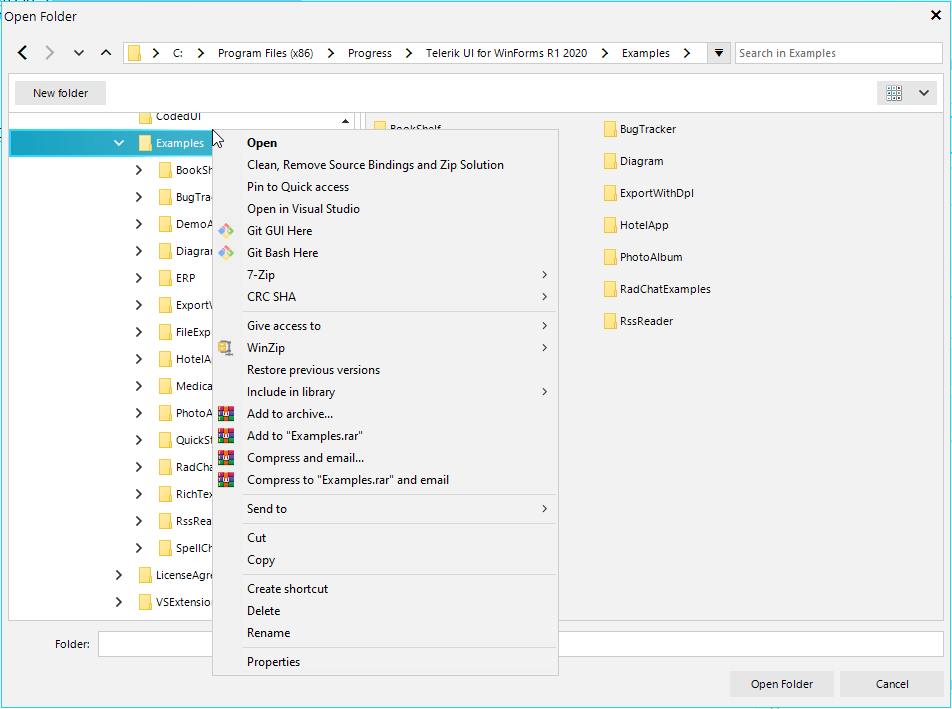 Open Folder
C: Program Files (x86) Progress Telerik UI for WinForms R1 2020 Examples
Search in Examples
New folder
CodedUI
Examples
BookSh
BugTra
DemoA
Diagra
ERP
ExportW
FileExp
HotelA
Medica
PhotoA
QuickSt
RadCha
RichTex
RssRea
SpellCh
LicenseAgre
VSExtensio
Open
Clean, Remove Source Bindings and Zip Solution
Pin to Quick access
Open in Visual Studio
Git GUI Here
Git Bash Here
7-Zip
CRC SHA
Give access to
WinZip
Restore previous versions
Include in library
Add to archive...
Add to "Examples.rar"
Compress and email...
Compress to "Examples.rar" and email
Send to
Cut
Copy
Create shortcut
Delete
Rename
Properties
BookShelf
BugTracker
Diagram
ExportWithDpl
HotelApp
PhotoAlbum
RadChatExamples
RssReader
Folder:
Open Folder
Cancel